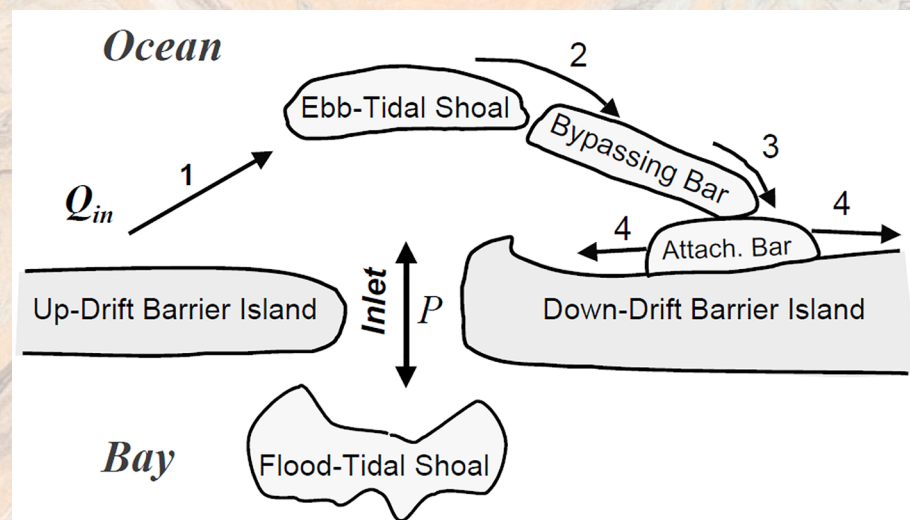 Ocean
2
Ebb-Tidal Shoal
Bypassing Bar
3
1
Q_in
4
4
Attach. Bar
Up-Drift Barrier Island
Inlet
P
Down-Drift Barrier Island
Bay
Flood-Tidal Shoal